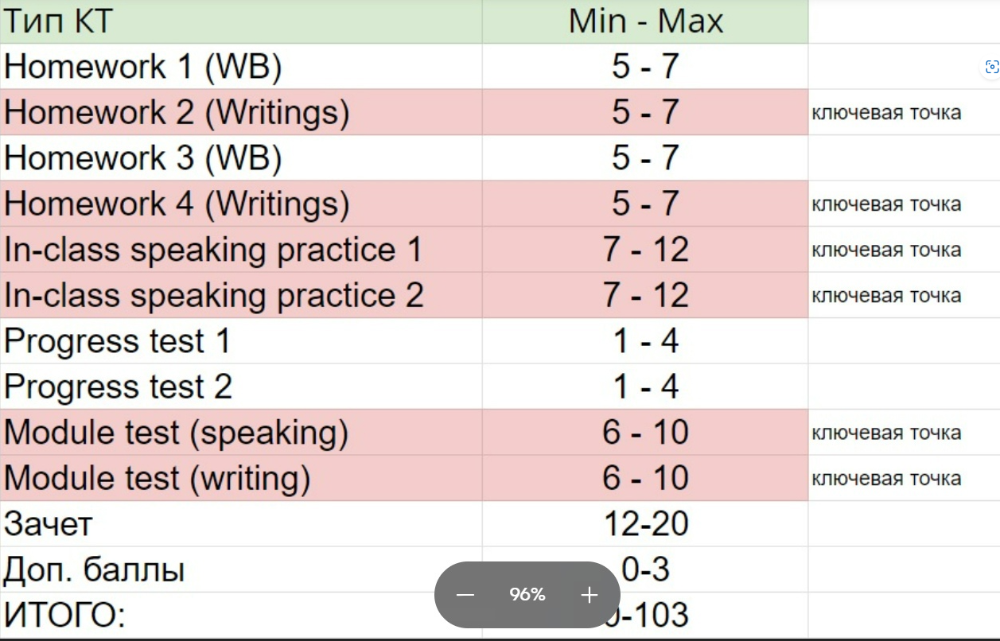 Тип КТ Min - Max
Homework 1 (WB) 5 - 7
Homework 2 (Writings) 5 - 7 ключевая точка
Homework 3 (WB) 5 - 7
Homework 4 (Writings) 5 - 7 ключевая точка
In-class speaking practice 1 7 - 12 ключевая точка
In-class speaking practice 2 7 - 12 ключевая точка
Progress test 1 1 - 4
Progress test 2 1 - 4
Module test (speaking) 6 - 10 ключевая точка
Module test (writing) 6 - 10 ключевая точка
Зачет 12-20
Доп. баллы 0-3
96%
ИТОГО: -103